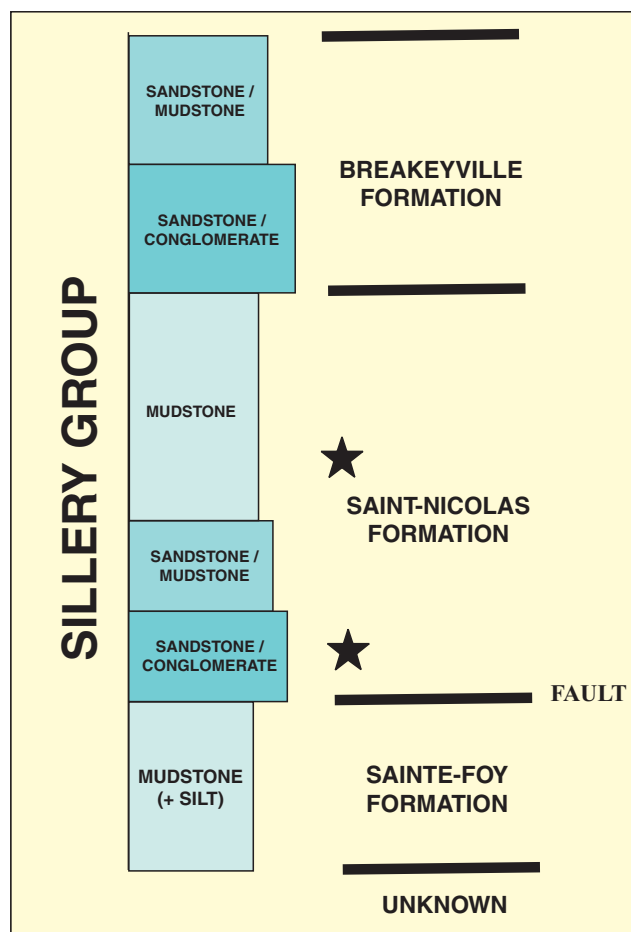 SILLERY GROUP
SANDSTONE /
MUDSTONE
SANDSTONE /
CONGLOMERATE
BREAKEYVILLE
FORMATION
MUDSTONE
SANDSTONE /
MUDSTONE
SANDSTONE /
CONGLOMERATE
SAINT-NICOLAS
FORMATION
FAULT
MUDSTONE
(+ SILT)
SAINTE-FOY
FORMATION
UNKNOWN